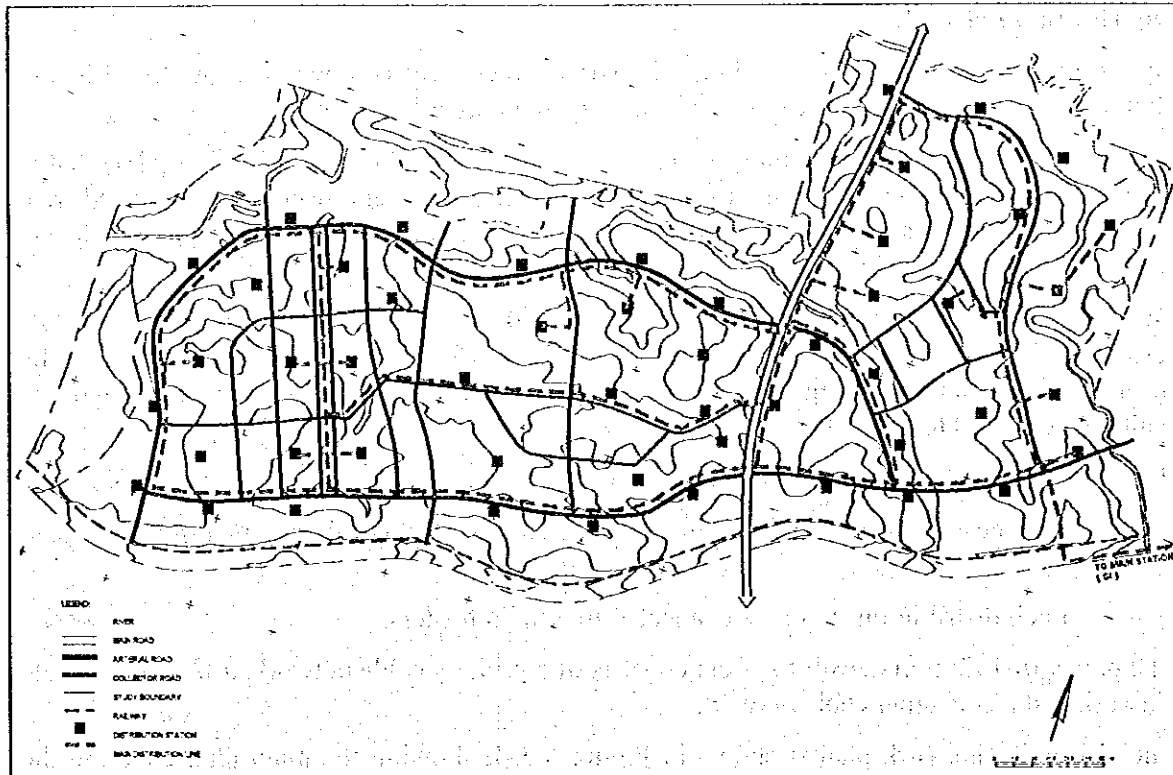 TO MAIN STATION
LEGEND
RIVER
MAIN ROAD
ARTERIAL ROAD
COLLECTOR ROAD
STUDY BOUNDARY
RAILWAY
DISTRIBUTION STATION
MAIN DISTRIBUTION LINE